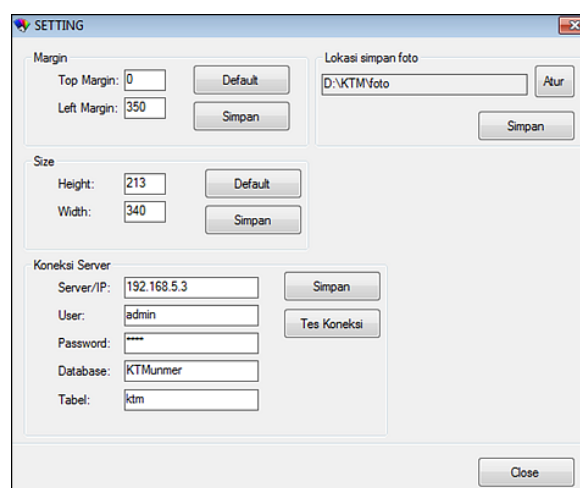 SETTING
Margin
Top Margin: 0
Default
Left Margin: 350
Simpan
Lokasi simpan foto
D:\KTM\foto
Atur
Simpan
Size
Height: 213
Default
Width: 340
Simpan
Koneksi Server
Server/IP: 192.168.5.3
Simpan
User: admin
Tes Koneksi
Password: ****
Database: KTMunmer
Tabel: ktm
Close